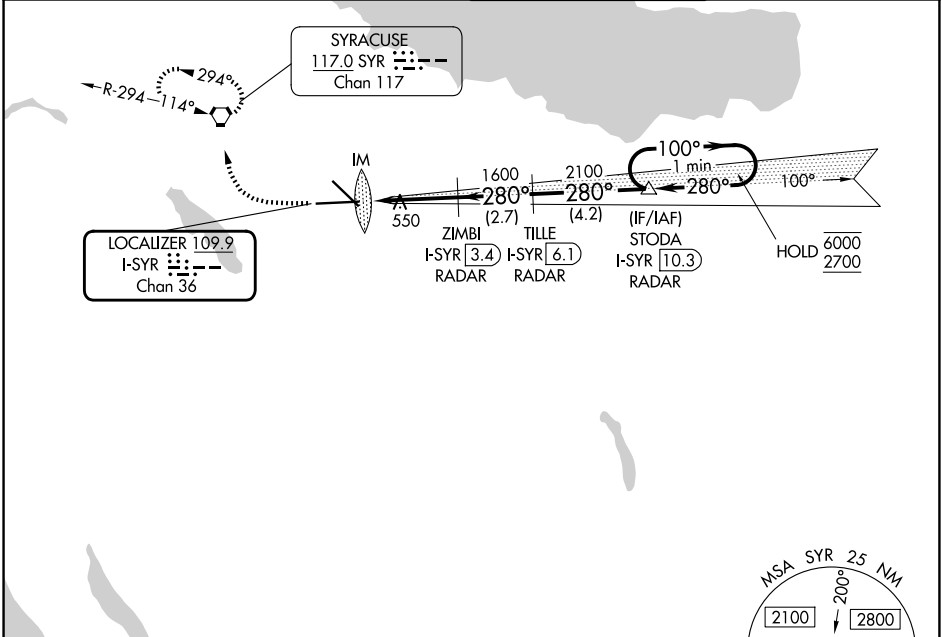 SYRACUSE
117.0 SYR
Chan 117
294°
R-294
114°
IM
1600
2100
100°
1 min
280°
280°
280°
100°
(2.7)
(4.2)
550
ZIMBI
I-SYR 3.4
RADAR
TILLE
I-SYR 6.1
RADAR
(IF/IAF)
STODA
I-SYR 10.3
RADAR
HOLD 6000
2700
LOCALIZER 109.9
I-SYR
Chan 36
MSA SYR 25 NM
200°
2100
2800